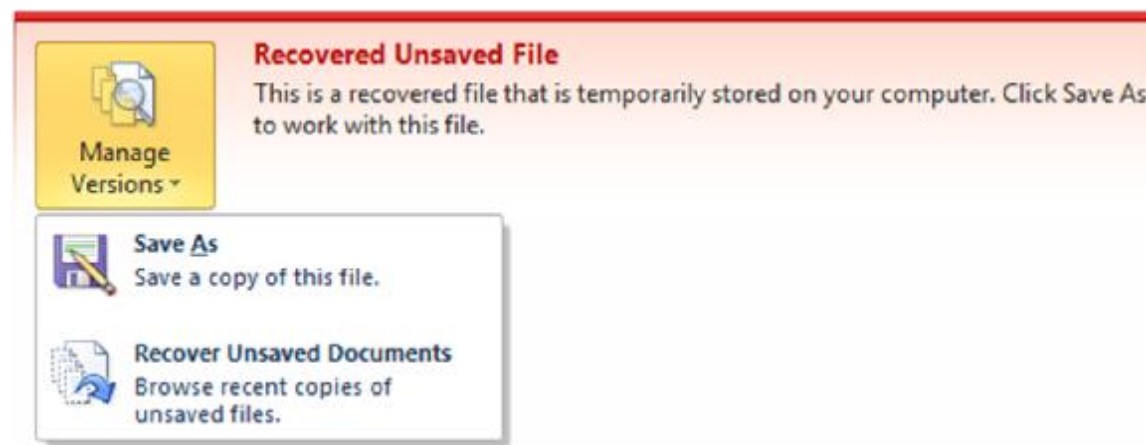 Recovered Unsaved File
This is a recovered file that is temporarily stored on your computer. Click Save As
to work with this file.
Manage
Versions
Save As
Save a copy of this file.
Recover Unsaved Documents
Browse recent copies of
unsaved files.